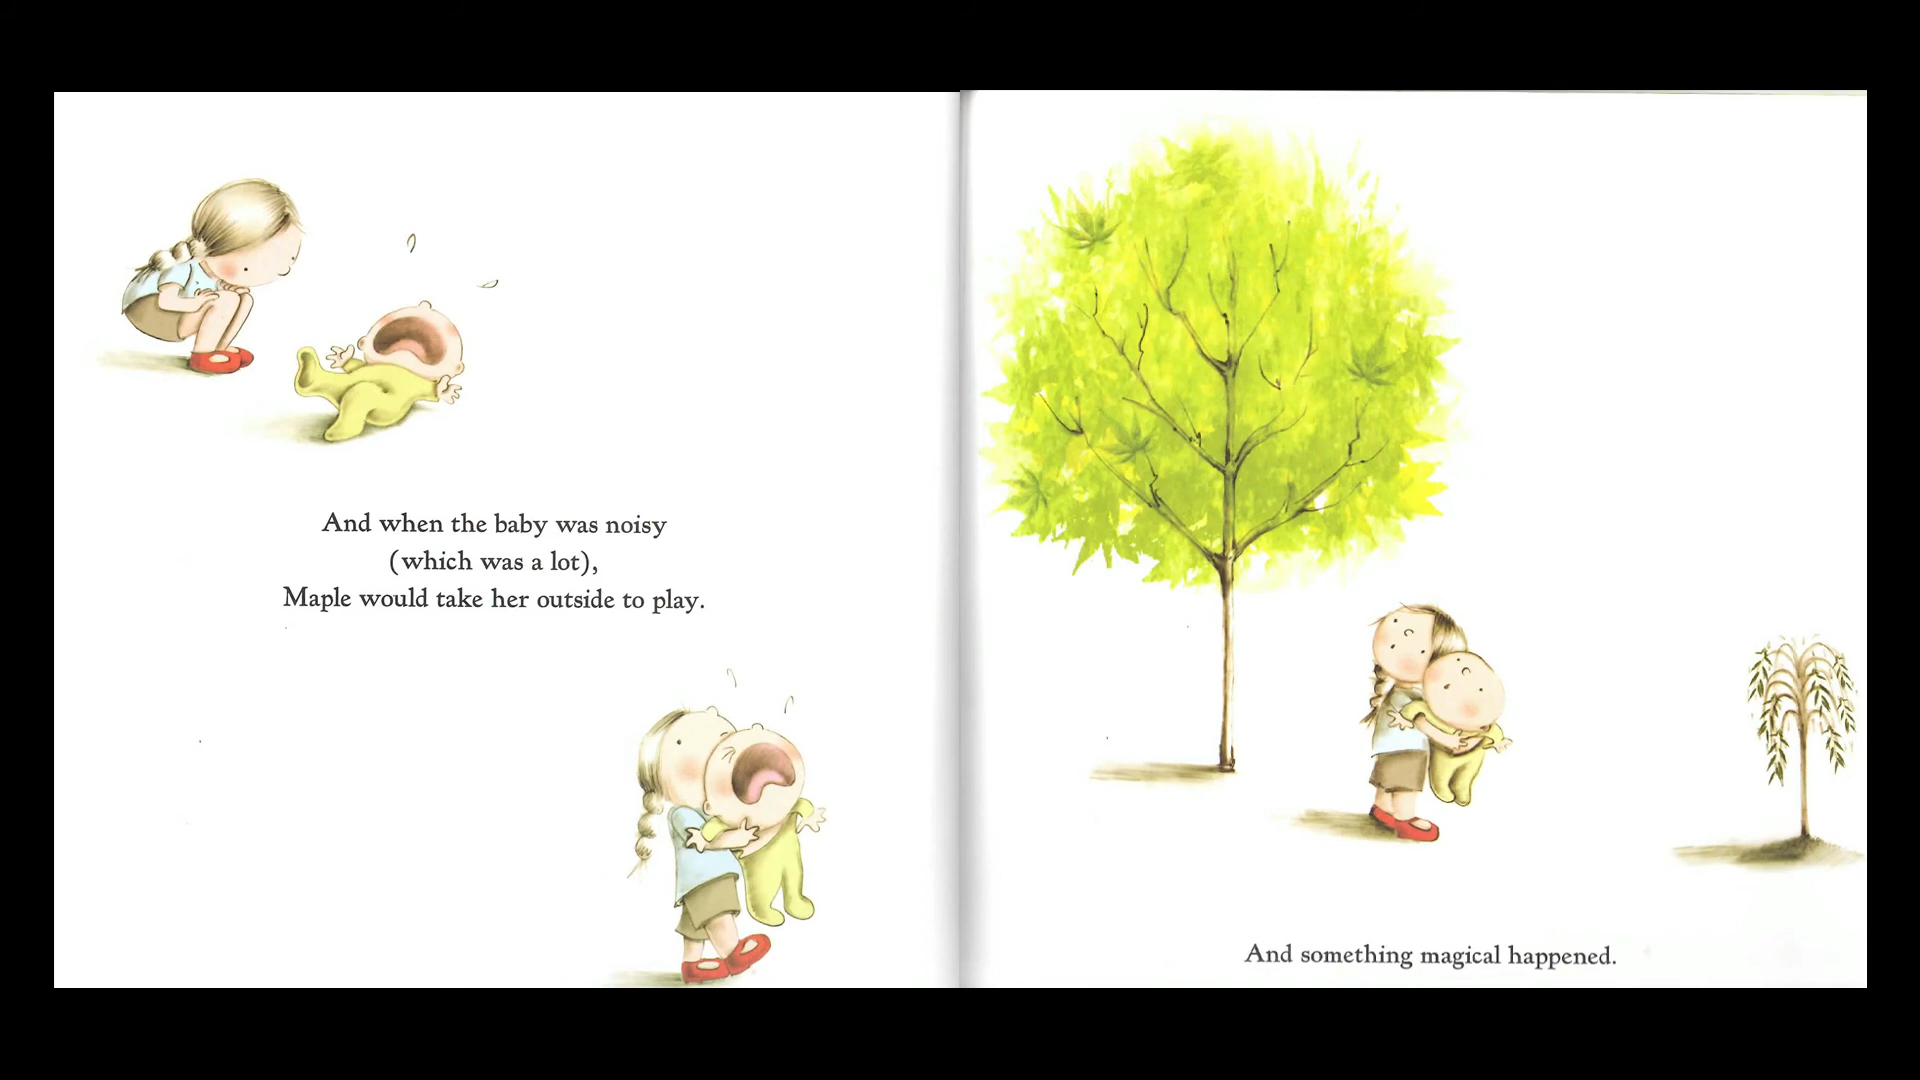 And when the baby was noisy
(which was a lot),
Maple would take her outside to play.
And something magical happened.